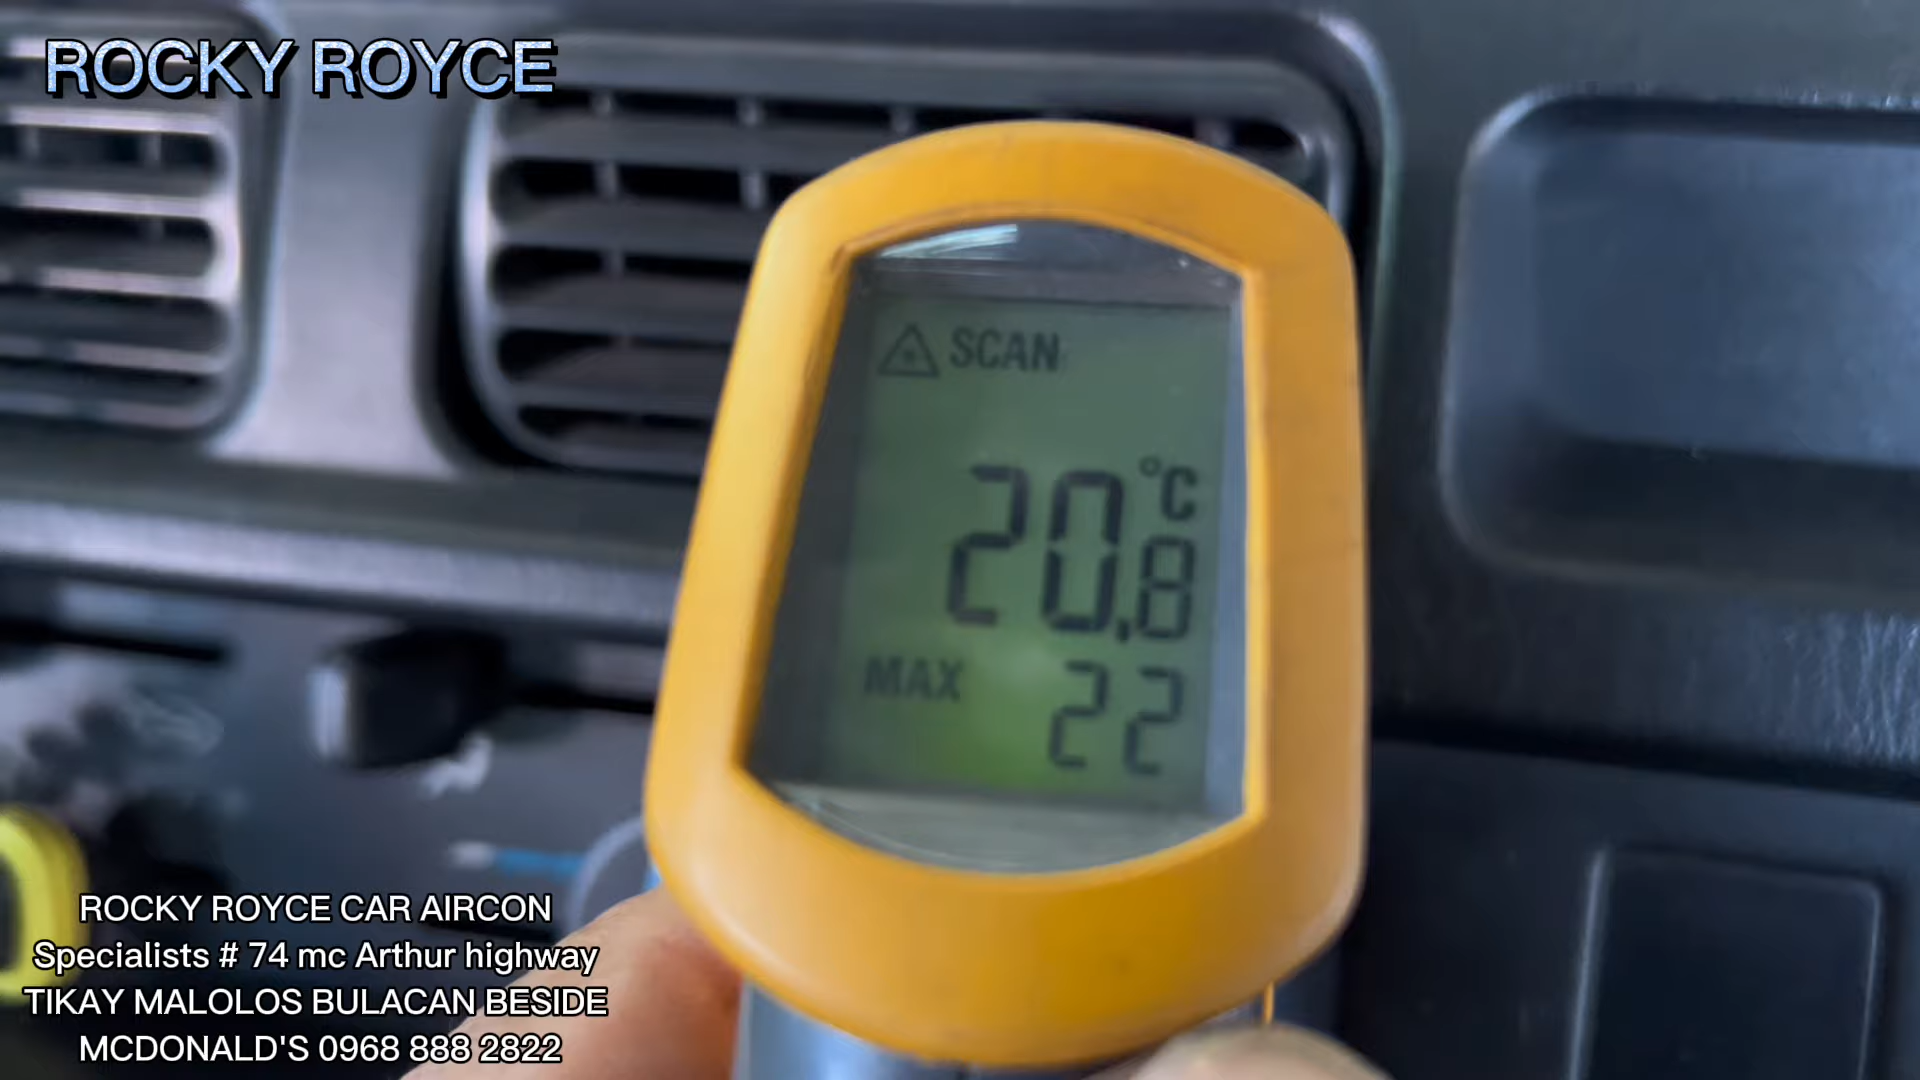 ROCKY ROYCE
SCAN
°C
20.8
MAX 22
ROCKY ROYCE CAR AIRCON
Specialists # 74 mc Arthur highway
TIKAY MALOLOS BULACAN BESIDE
MCDONALD'S 0968 888 2822